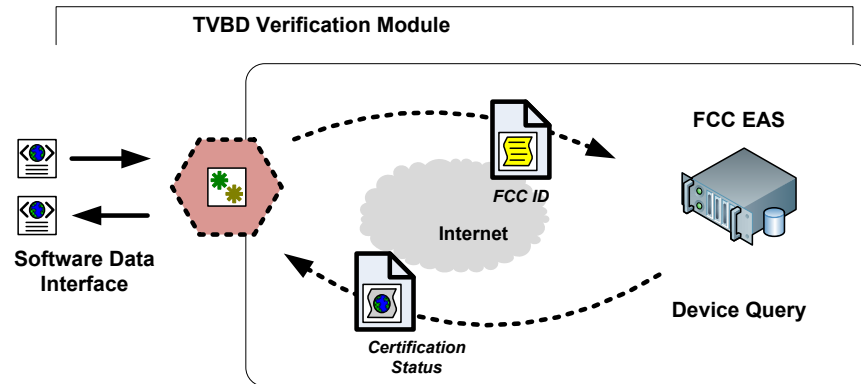 TVBD Verification Module
FCC EAS
FCC ID
Internet
Software Data
Interface
Device Query
Certification
Status